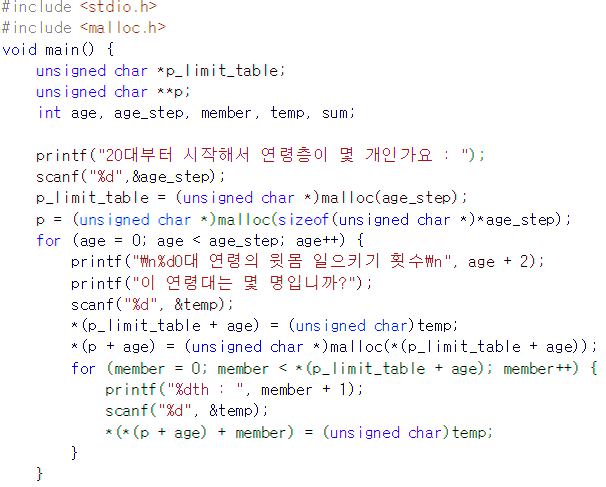 #include <stdio.h>
#include <malloc.h>
void main() {
    unsigned char *p_limit_table;
    unsigned char **p;
    int age, age_step, member, temp, sum;

    printf("20대부터 시작해서 연령층이 몇 개인가요 : ");
    scanf("%d",&age_step);
    p_limit_table = (unsigned char *)malloc(age_step);
    p = (unsigned char *)malloc(sizeof(unsigned char *)*age_step);
    for (age = 0; age < age_step; age++) {
        printf("₩n%d0대 연령의 윗몸 일으키기 횟수₩n", age + 2);
        printf("이 연령대는 몇 명입니까?");
        scanf("%d", &temp);
        *(p_limit_table + age) = (unsigned char)temp;
        *(p + age) = (unsigned char *)malloc(*(p_limit_table + age));
        for (member = 0; member < *(p_limit_table + age); member++) {
            printf("%dth : ", member + 1);
            scanf("%d", &temp);
            *(*(p + age) + member) = (unsigned char)temp;
        }
    }